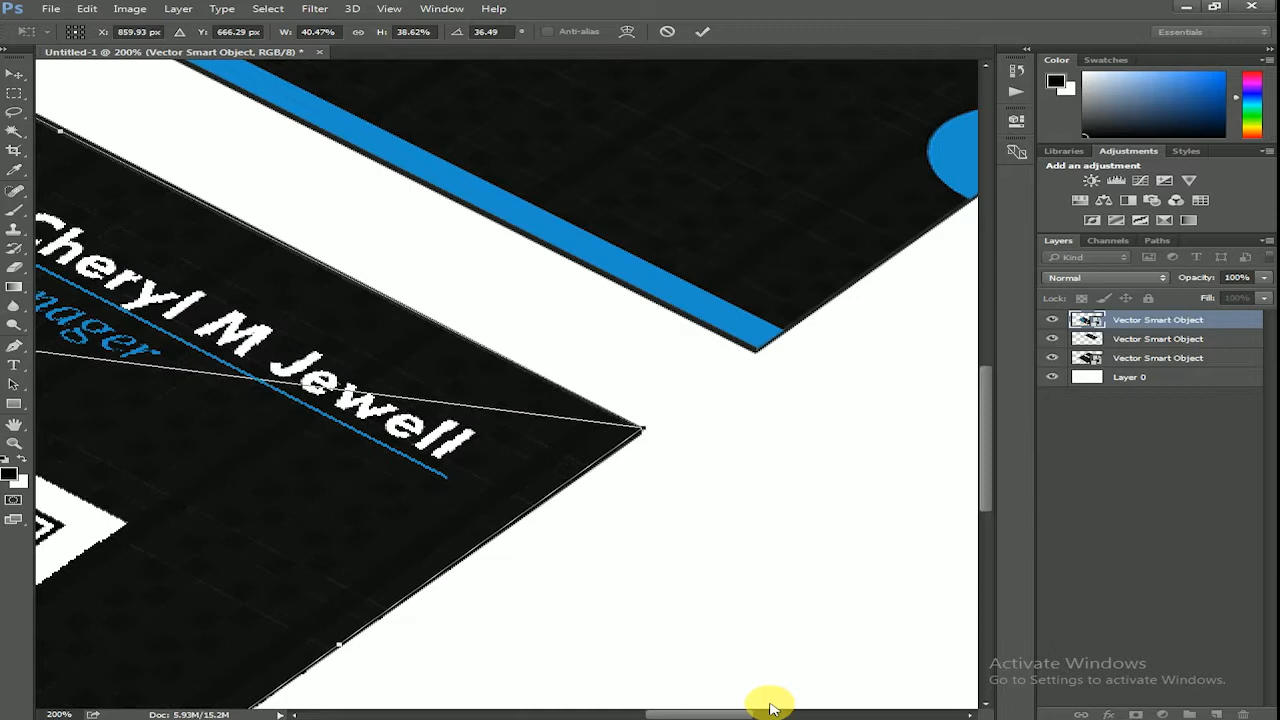 Ps File Edit Image Layer Type Select Filter 3D View Window Help
X: 859.93 px Y: 666.29 px W: 40.47% H: 38.62% 36.49 ° Anti-alias Essentials
Untitled-1 @ 200% (Vector Smart Object, RGB/8) * ×
Color Swatches
Libraries Adjustments Styles
Add an adjustment
Layers Channels Paths
Kind
Normal Opacity: 100%
Lock: Fill: 100%
Vector Smart Object
Vector Smart Object
Vector Smart Object
Layer 0
Cheryl M Jewell
nager
Activate Windows
Go to Settings to activate Windows.
200% Doc: 5.93M/15.2M